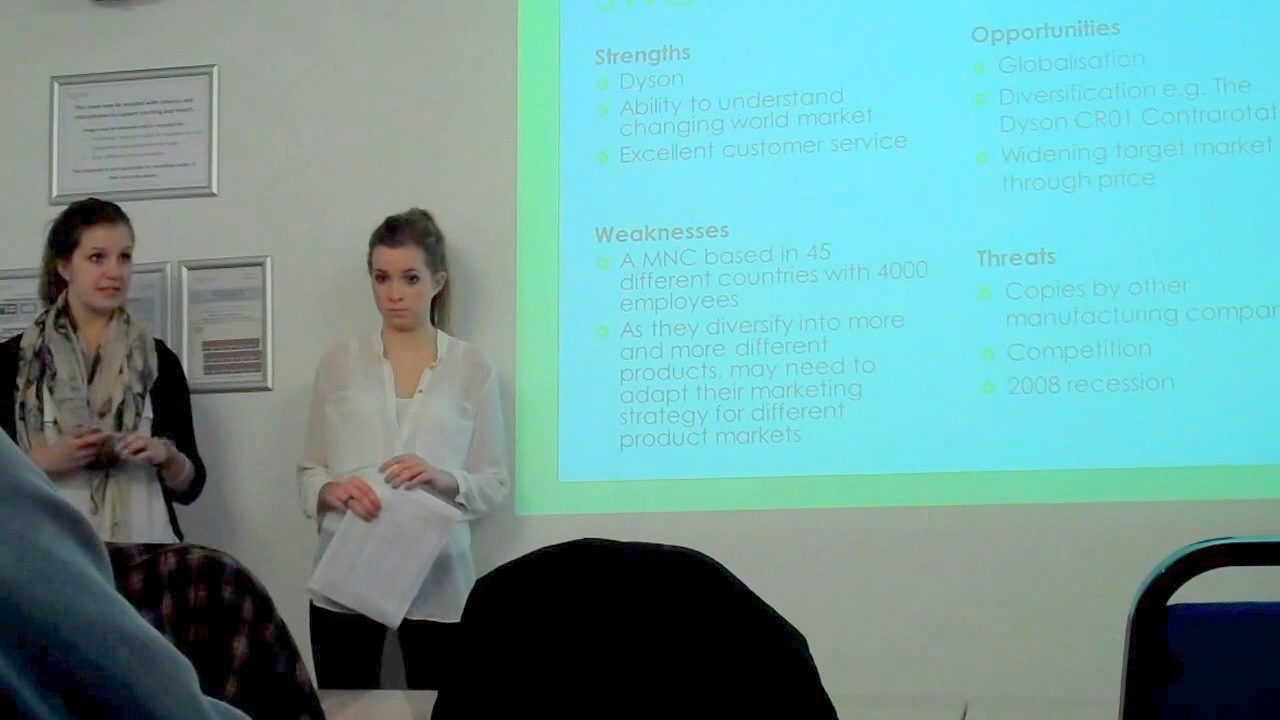 Strengths
Dyson
Ability to understand
changing world market
Excellent customer service
Weaknesses
A MNC based in 45
different countries with 4000
employees
As they diversify into more
and more different
products, may need to
adapt their marketing
strategy for different
product markets
Opportunities
Globalisation
Diversification e.g. The
Dyson CR01 Contrarotat
Widening target market
through price
Threats
Copies by other
manufacturing compan
Competition
2008 recession